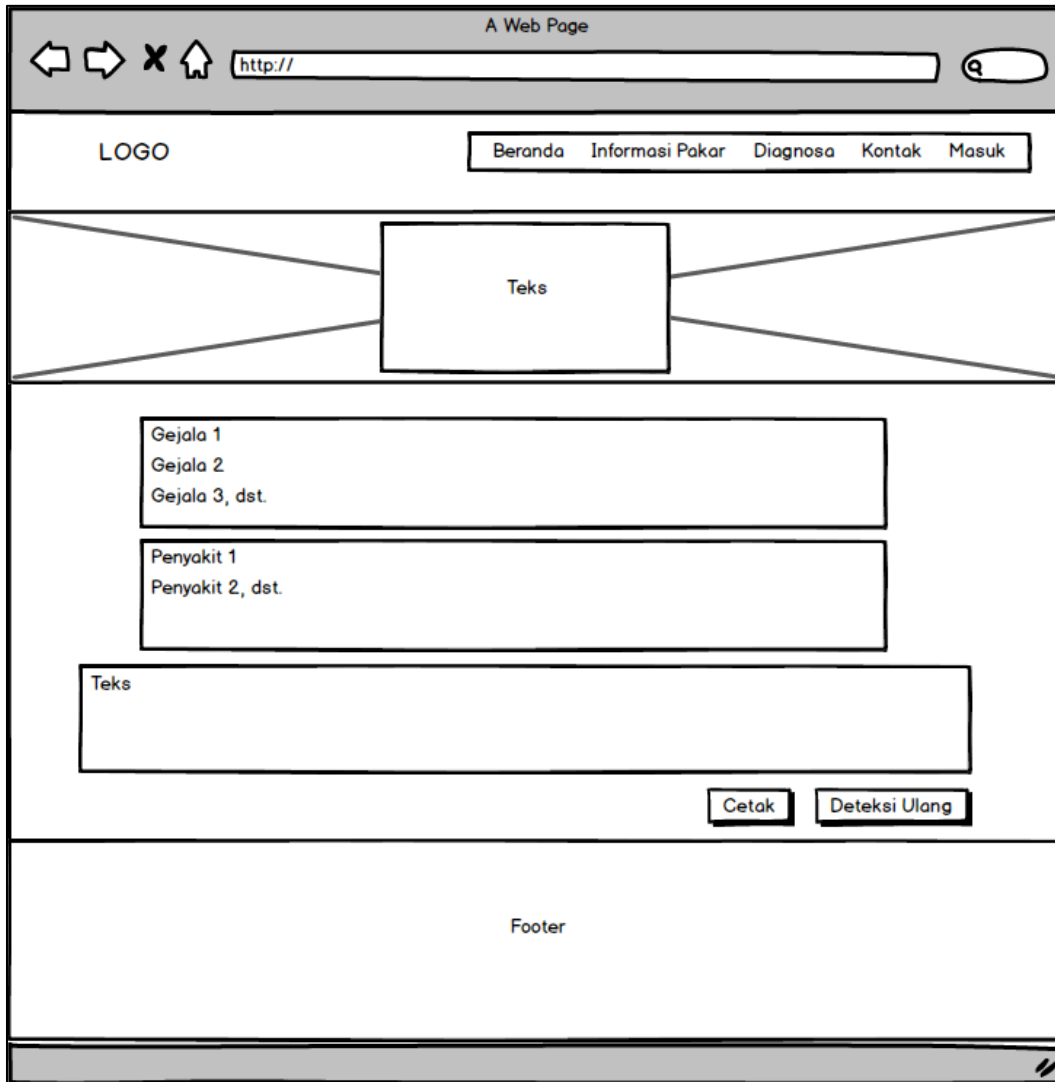 A Web Page
http://
LOGO
Beranda Informasi Pakar Diagnosa Kontak Masuk
Teks
Gejala 1
Gejala 2
Gejala 3, dst.
Penyakit 1
Penyakit 2, dst.
Teks
Cetak Deteksi Ulang
Footer